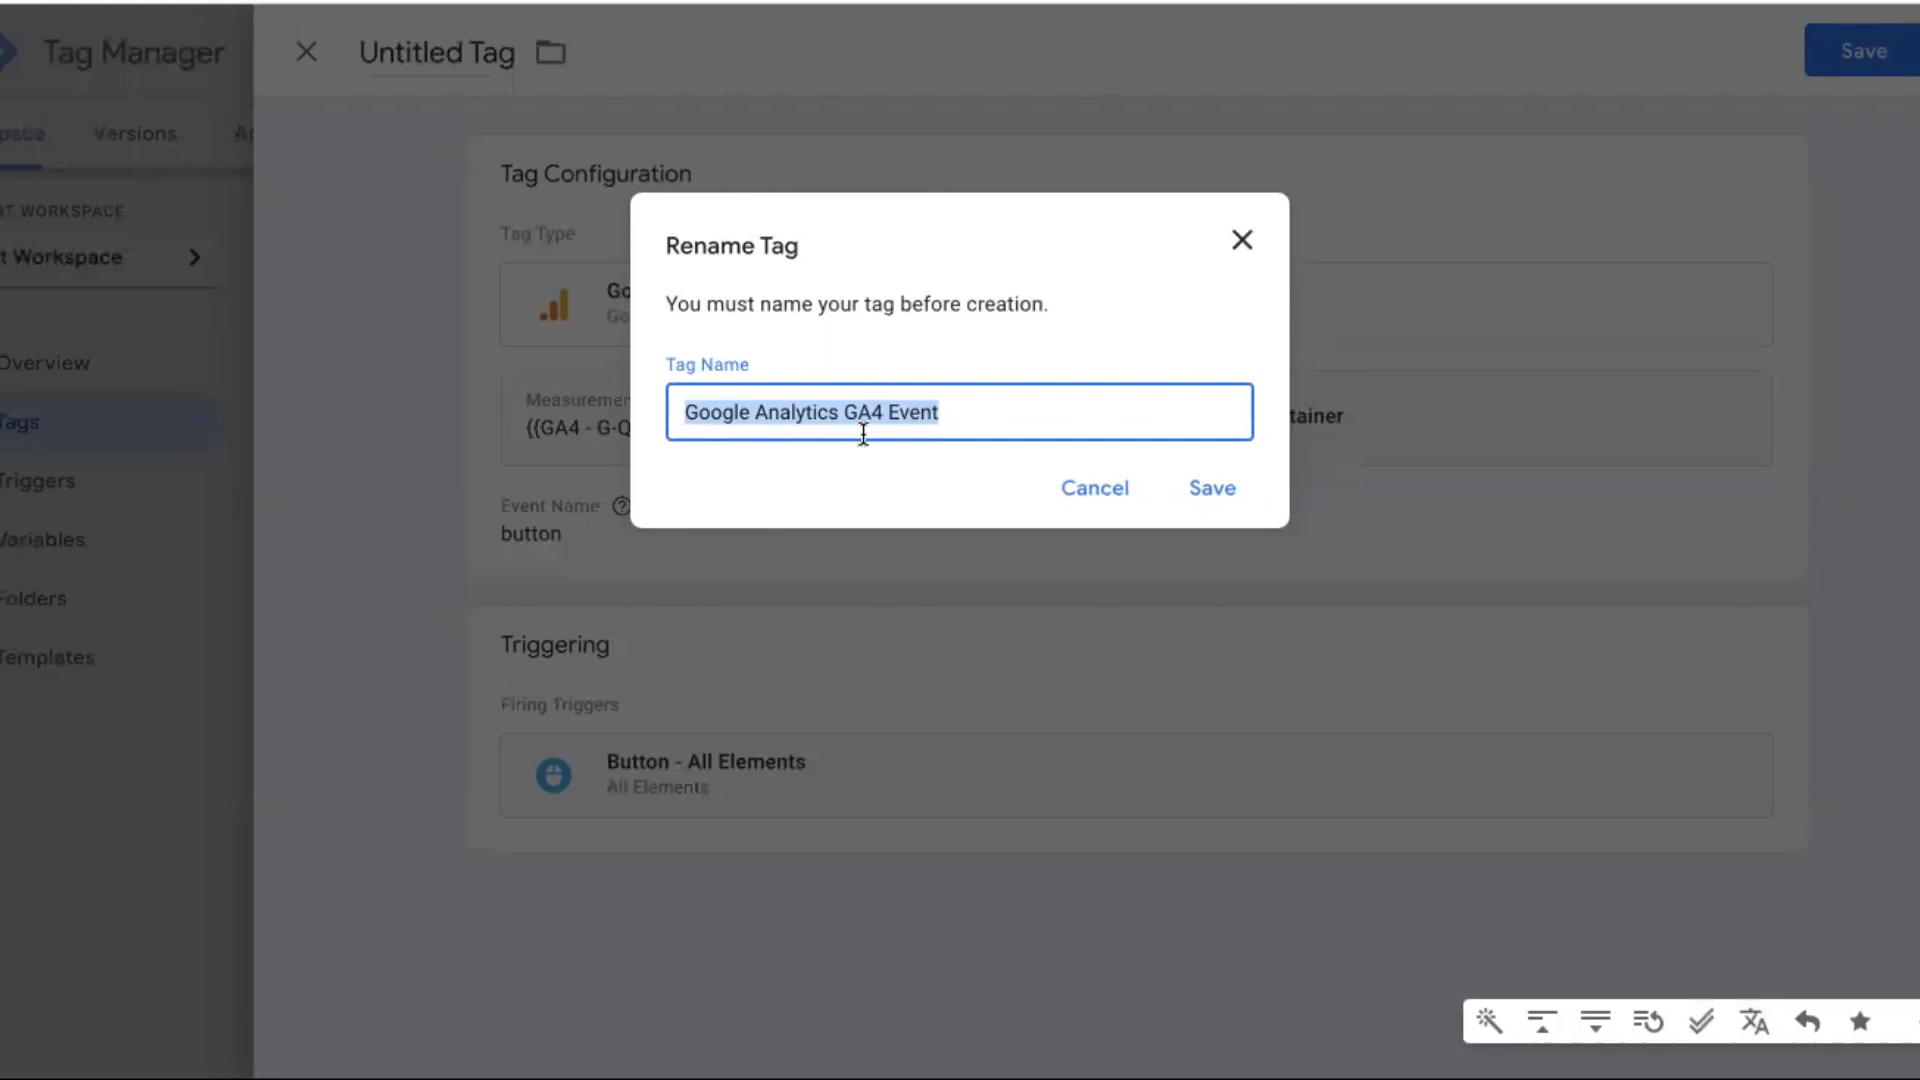 Tag Manager
Untitled Tag
Save
Versions
Tag Configuration
WORKSPACE
Rename Tag
Tag Type
Workspace
You must name your tag before creation.
Overview
Tag Name
Google Analytics GA4 Event
{{GA4 - G-Q
Tags
Triggers
Cancel
Save
Event Name
button
Variables
Folders
Triggering
Templates
Firing Triggers
Button - All Elements
All Elements